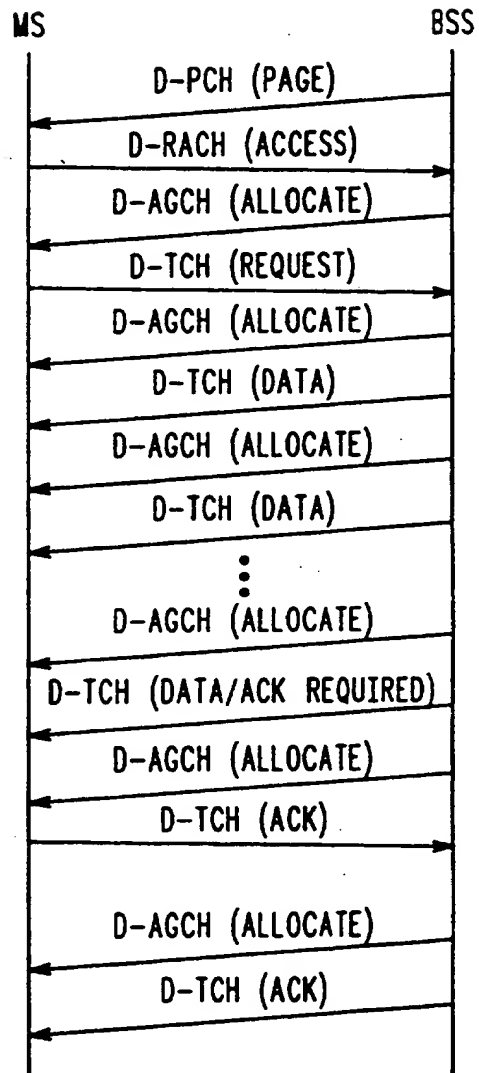 MS BSS
D-PCH (PAGE)
D-RACH (ACCESS)
D-AGCH (ALLOCATE)
D-TCH (REQUEST)
D-AGCH (ALLOCATE)
D-TCH (DATA)
D-AGCH (ALLOCATE)
D-TCH (DATA)
D-AGCH (ALLOCATE)
D-TCH (DATA/ACK REQUIRED)
D-AGCH (ALLOCATE)
D-TCH (ACK)
D-AGCH (ALLOCATE)
D-TCH (ACK)